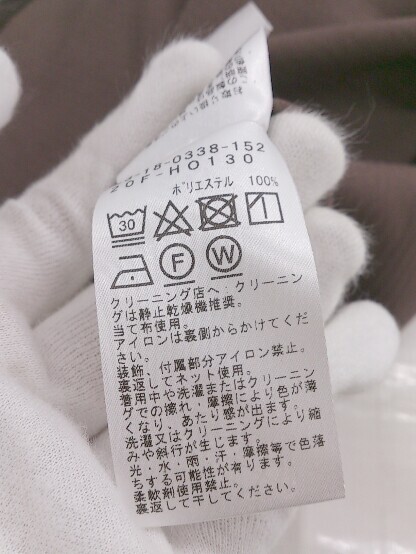 -18-0338-152
20F-HO130
ポリエステル 100%
30
F W
クリーニング店へ:クリーニン
グは静止乾燥機推奨。
当て布使用。
アイロンは裏側からかけてくだ
さい。
装飾、付属部分アイロン禁止。
裏返してネット使用。
着用中や洗濯またはクリーニン
グでの擦れ・摩擦により色が薄
くなり、あたり感が出ます。
洗濯又はクリーニングにより縮
みや斜行が生じます。
光・水・雨・汗・摩擦等で色落
ちする可能性が有ります。
柔軟剤使用禁止。
裏返して干してください。